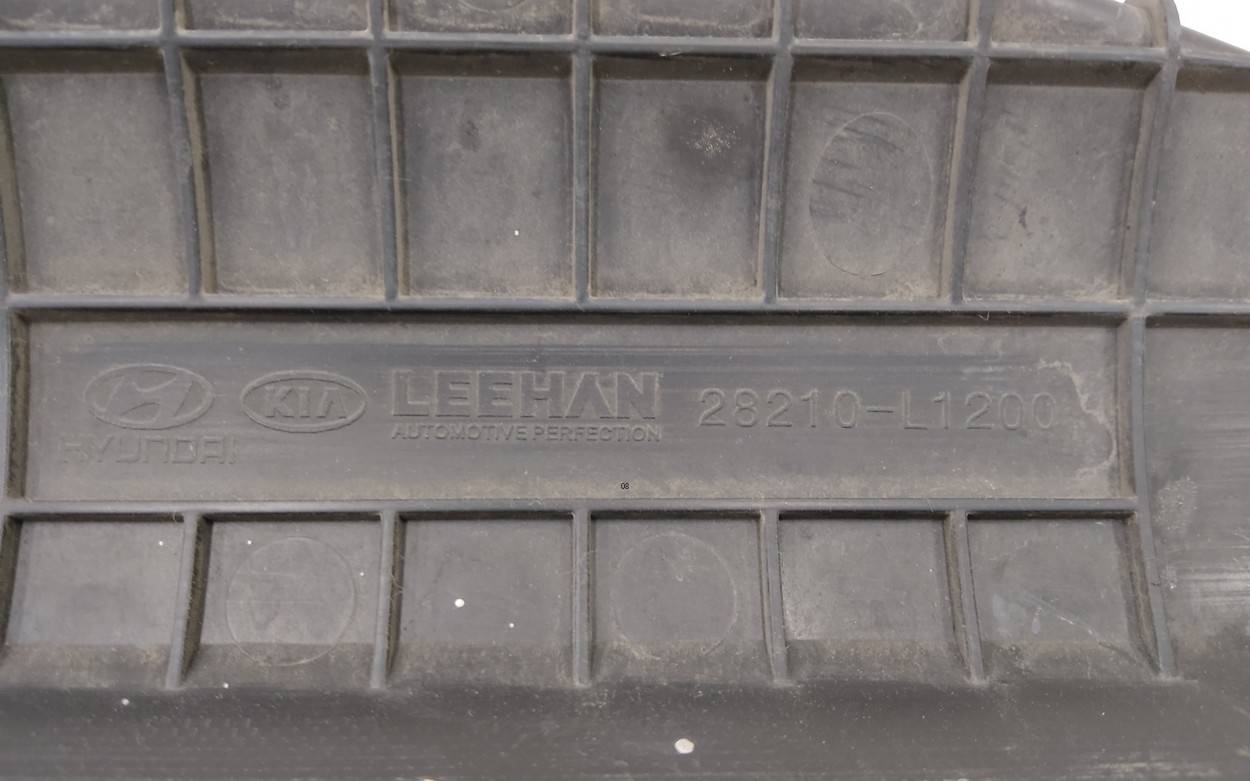 HYUNDAI
KIA
LEEHAN
AUTOMOTIVE PERFECTION
28210-L1200
08